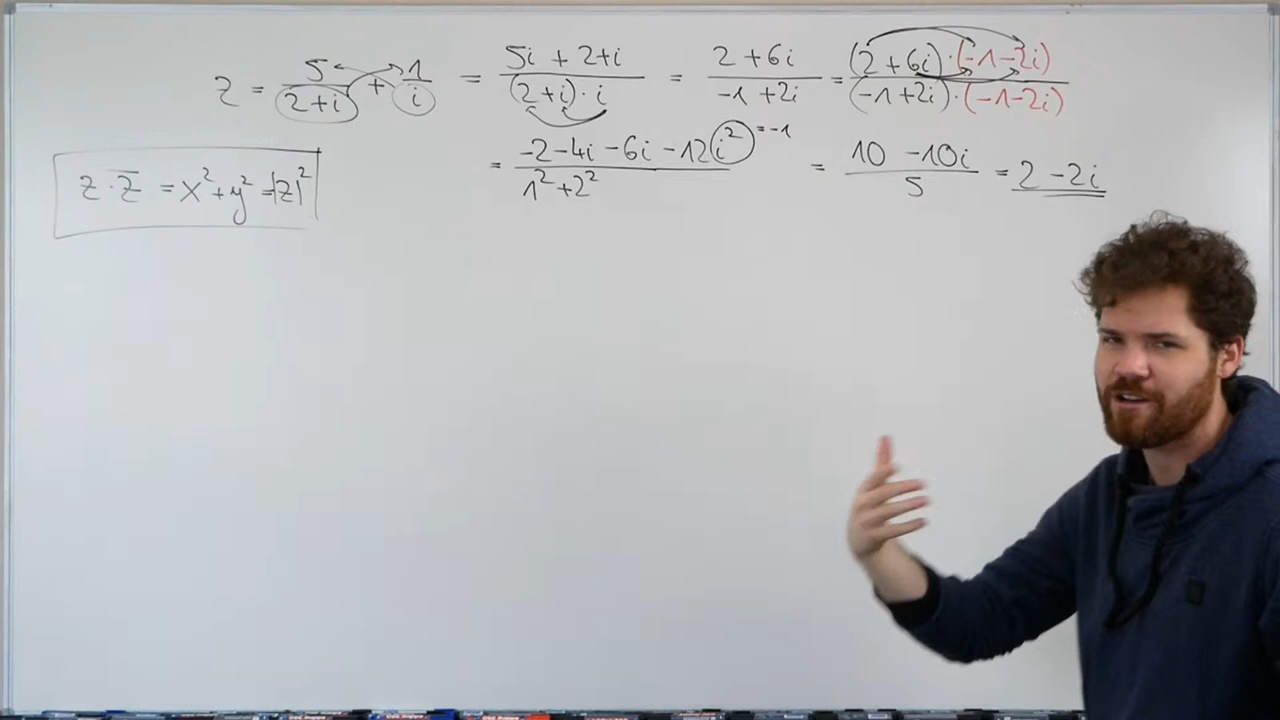 z = 5/(2+i) + 1/i = (5i + 2+i)/((2+i)·i) = (2+6i)/(-1+2i) = ((2+6i)·(-1-2i))/((-1+2i)·(-1-2i))
= (-2-4i-6i-12i²)/(1²+2²) = (10-10i)/5 = 2-2i
i² = -1
z·z̅ = x²+y² = |z|²